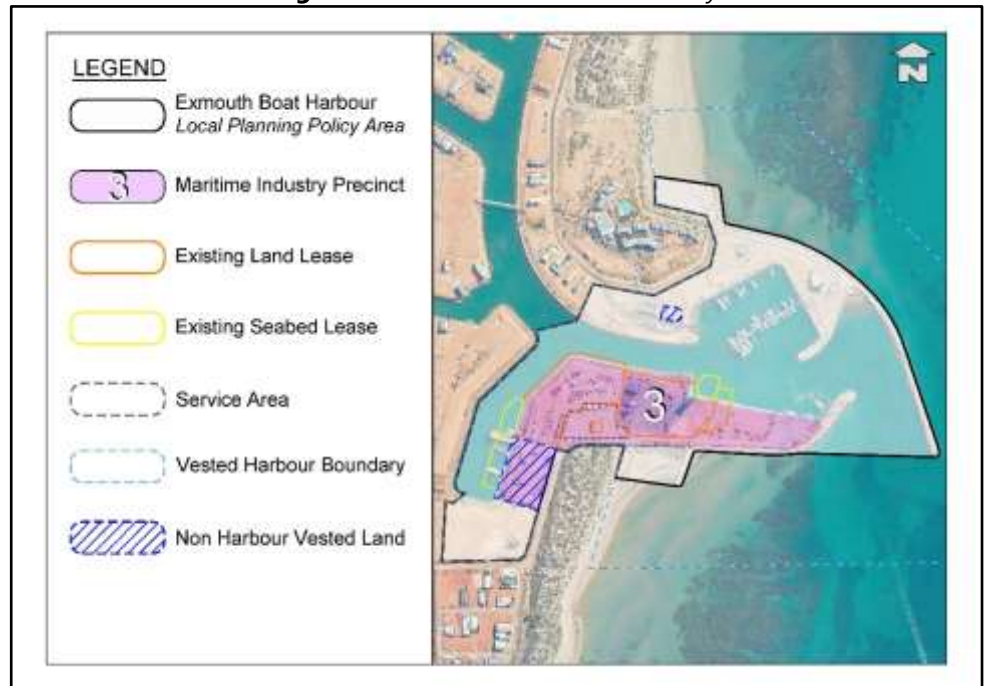 LEGEND
Exmouth Boat Harbour
Local Planning Policy Area
3
Maritime Industry Precinct
Existing Land Lease
Existing Seabed Lease
Service Area
Vested Harbour Boundary
Non Harbour Vested Land
N
3